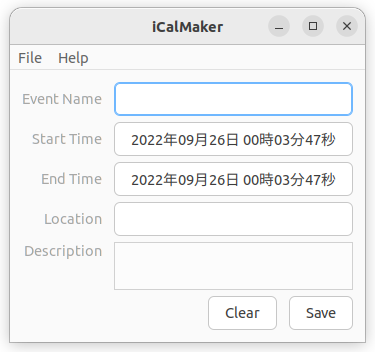 iCalMaker
File Help
Event Name
Start Time 2022年09月26日 00時03分47秒
End Time 2022年09月26日 00時03分47秒
Location
Description
Clear Save